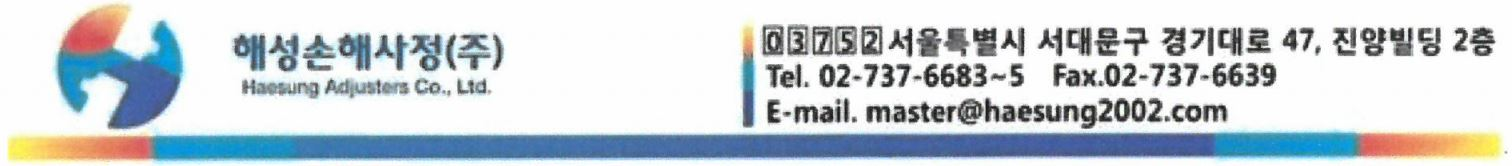 해성손해사정(주)
Haesung Adjusters Co., Ltd.
03752 서울특별시 서대문구 경기대로 47, 진양빌딩 2층
Tel. 02-737-6683~5 Fax.02-737-6639
E-mail. master@haesung2002.com